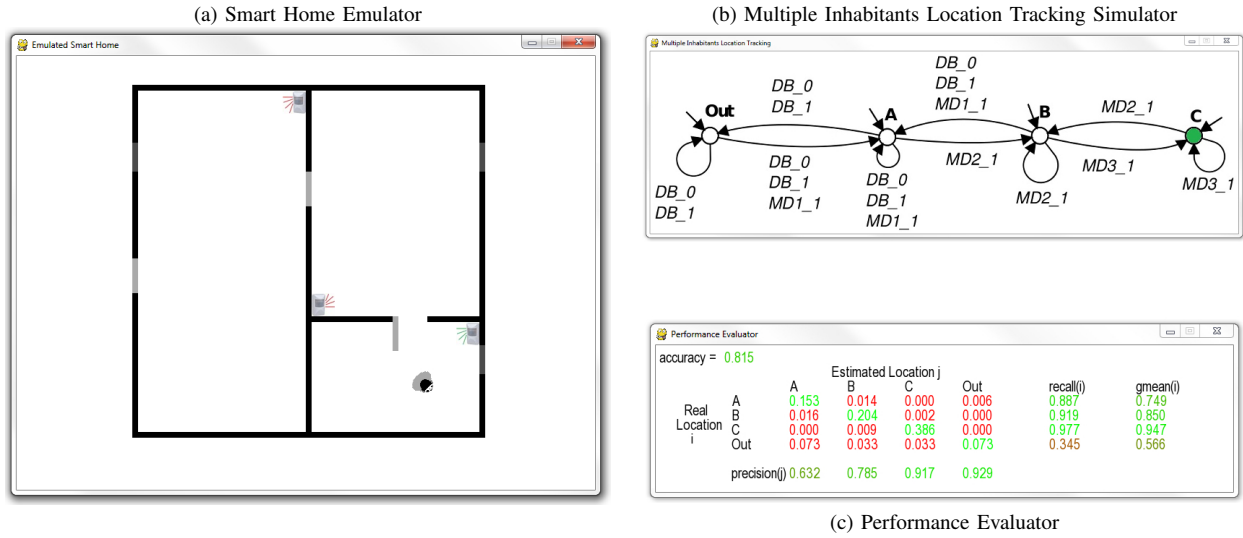 (a) Smart Home Emulator
Emulated Smart Home
(b) Multiple Inhabitants Location Tracking Simulator
Multiple Inhabitants Location Tracking
DB_0
DB_1
DB_0
DB_1
MD1_1
MD2_1
Out
A
B
C
DB_0
DB_1
MD1_1
MD2_1
MD3_1
DB_0
DB_1
DB_0
DB_1
MD1_1
MD2_1
MD3_1
Performance Evaluator
accuracy = 0.815
Estimated Location j
A B C Out recall(i) gmean(i)
Real Location i
A 0.153 0.014 0.000 0.006 0.887 0.749
B 0.016 0.204 0.002 0.000 0.919 0.850
C 0.000 0.009 0.386 0.000 0.977 0.947
Out 0.073 0.033 0.033 0.073 0.345 0.566
precision(j) 0.632 0.785 0.917 0.929
(c) Performance Evaluator